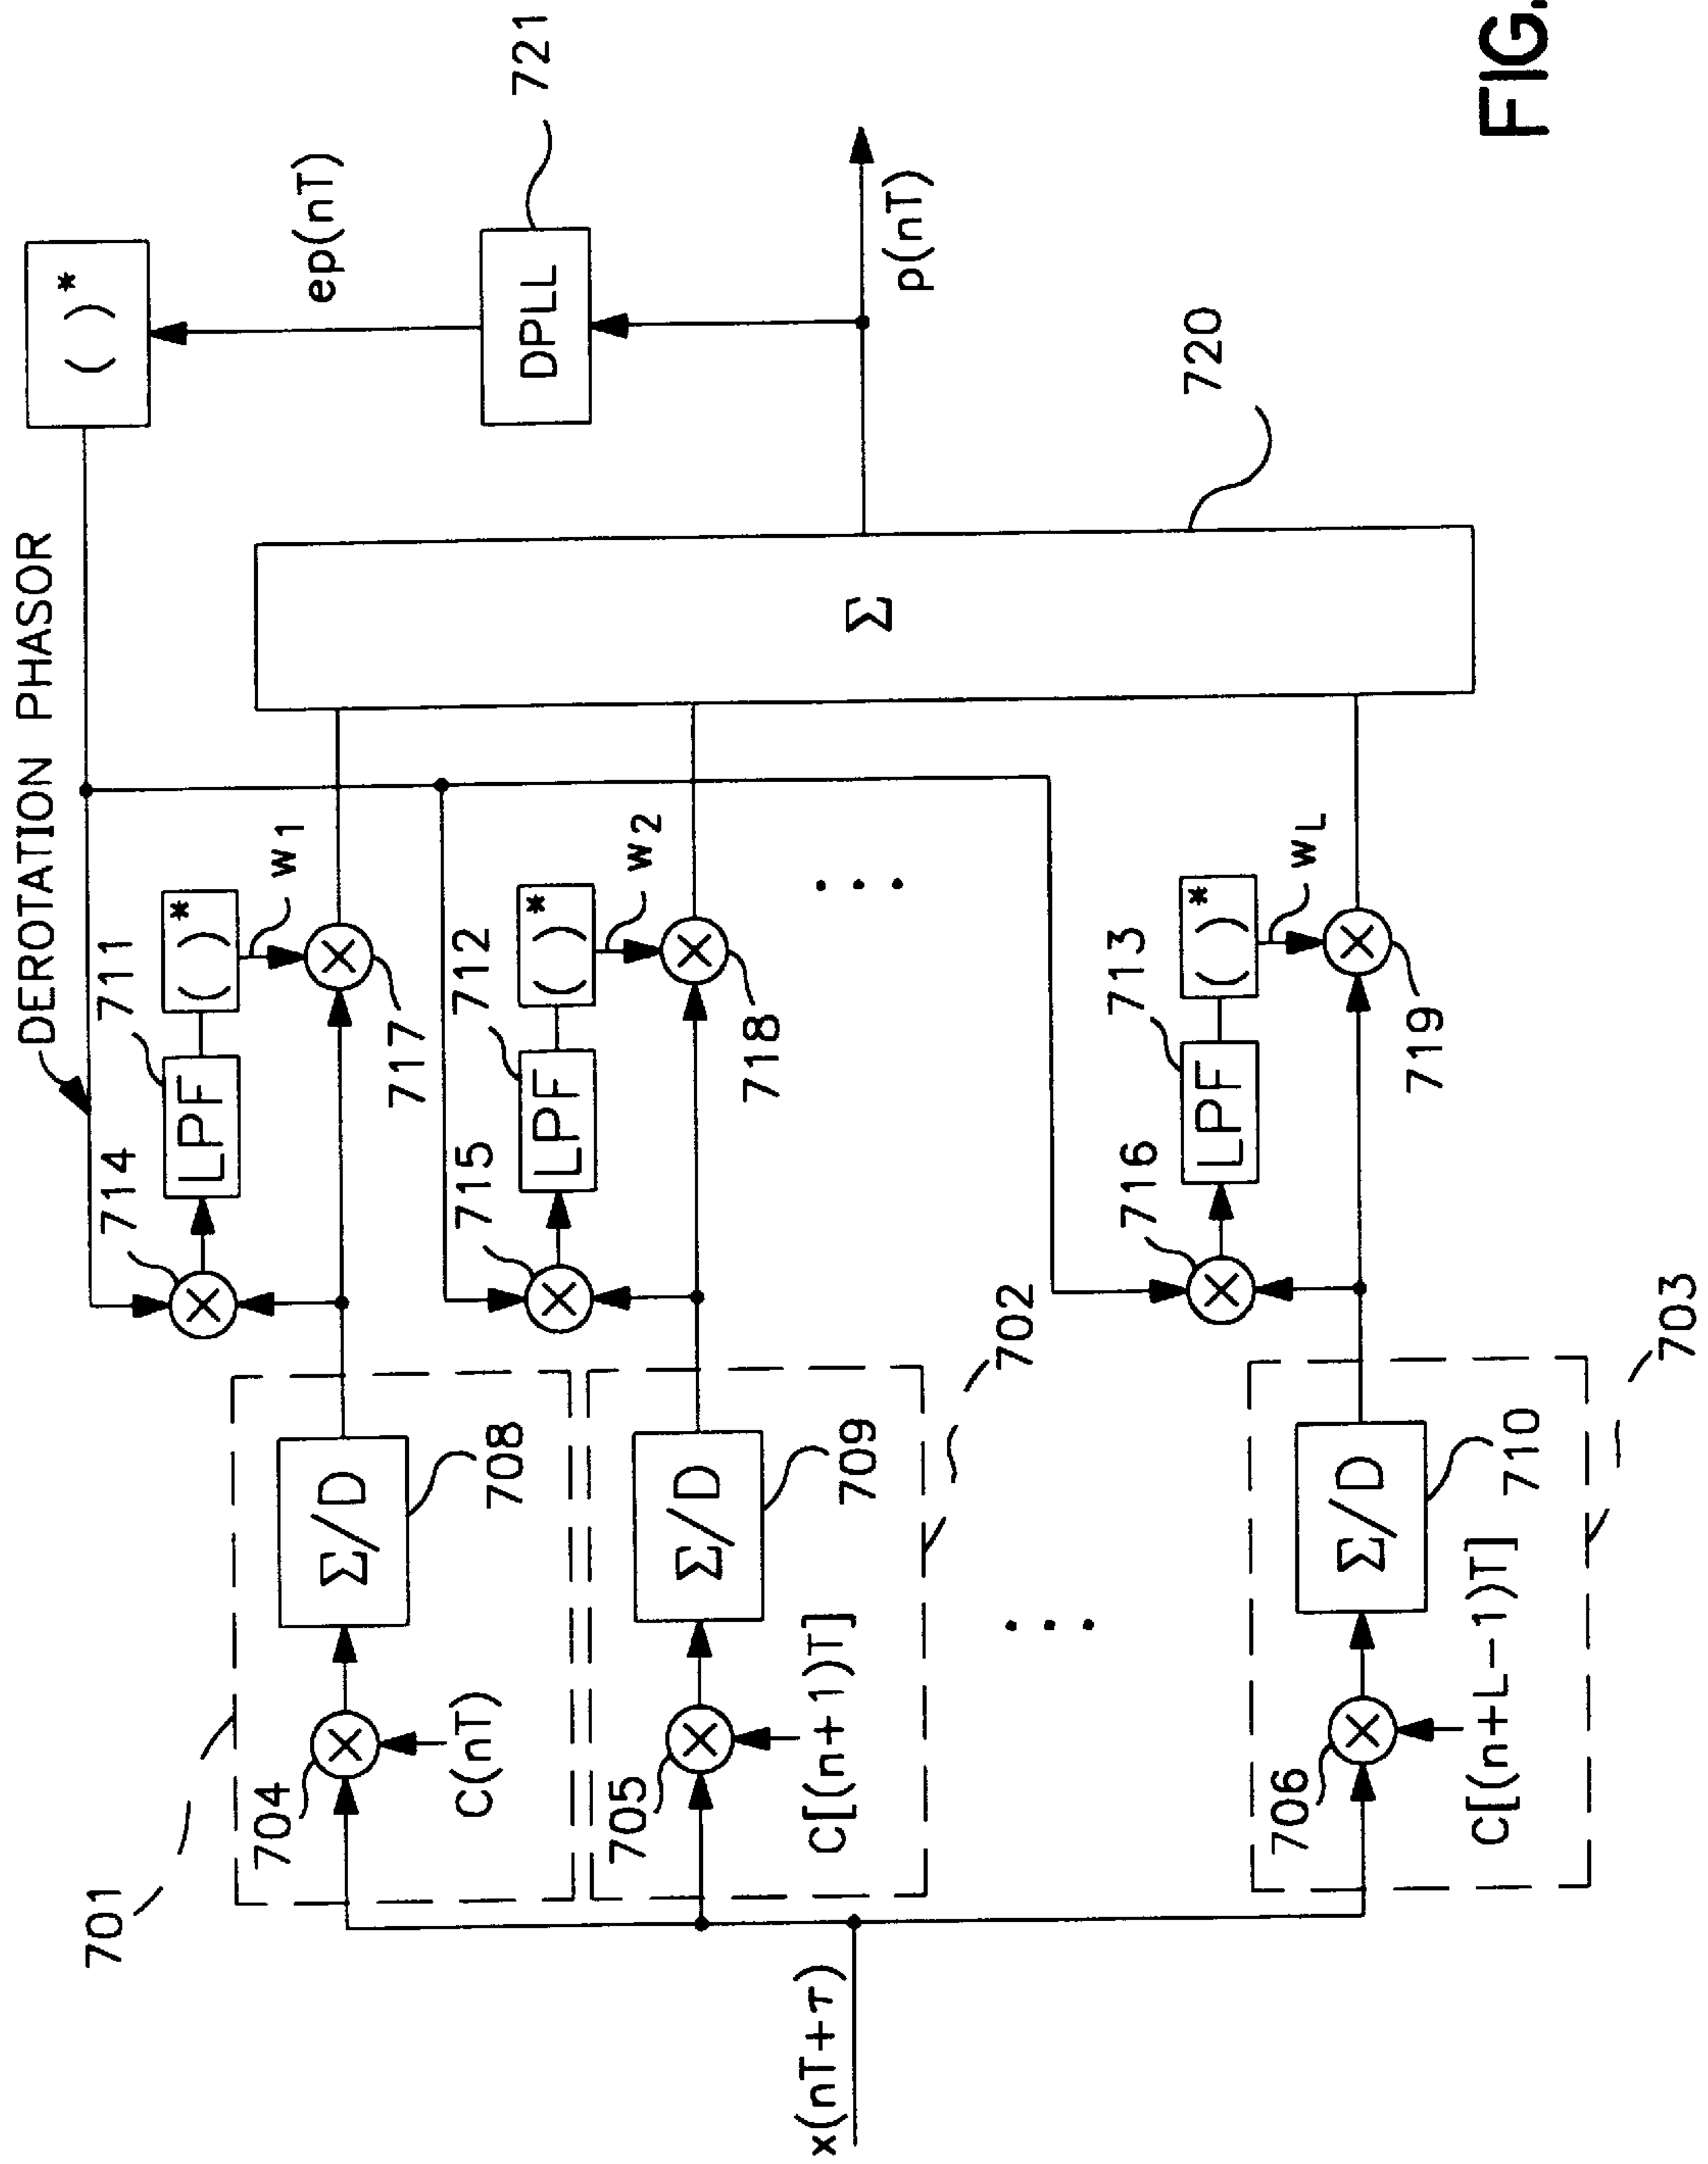 DEROTATION PHASOR
( )*
ep(nT)
DPLL
721
p(nT)
714
711
LPF
( )*
w1
717
715
712
LPF
( )*
w2
718
...
716
713
LPF
( )*
wL
719
Σ
720
701
704
C(nT)
Σ/D
708
705
C[(n+1)T]
Σ/D
709
702
...
706
C[(n+L-1)T]
Σ/D
710
703
x(nT+τ)
FIG.